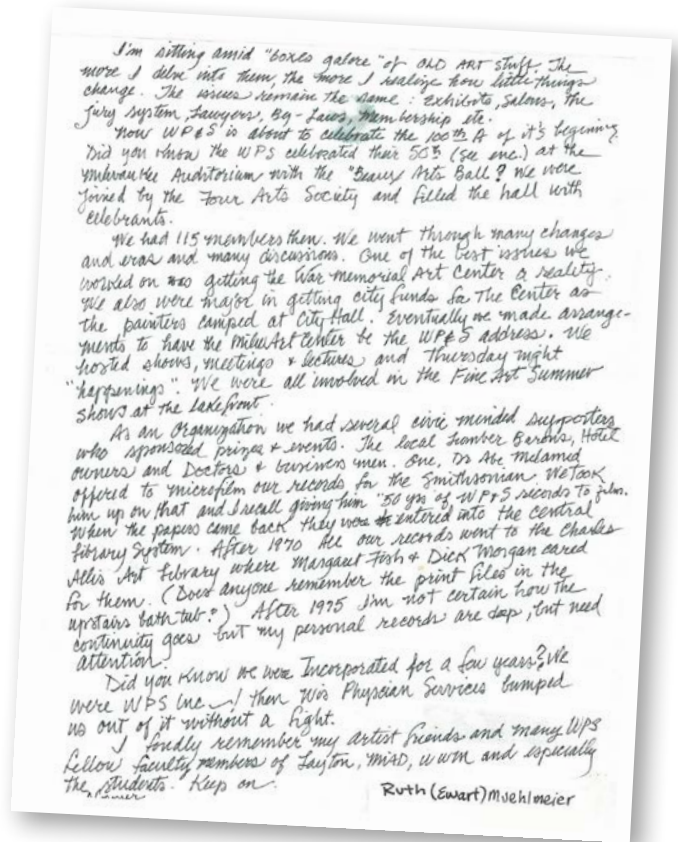 I'm sitting amid "boxes galore" of OLD ART stuff. The
more I delve into them, the more I realize how little things
change. The issues remain the same: exhibits, Salons, the
jury system, Lawyers, By-Laws, Membership etc.
Now WP&S is about to celebrate the 100th A of it's beginning
Did you know the WPS celebrated their 50th (see enc.) at the
Milwaukee Auditorium with the "Beaux Arts Ball? We were
joined by the Four Arts Society and filled the hall with
celebrants.
We had 115 members then. We went through many changes
and eras and many discussions. One of the best issues we
worked on was getting the War Memorial Art Center a reality.
We also were major in getting city funds for The Center as
the painters camped at City Hall. Eventually we made arrange-
ments to have the Milw Art Center be the WP&S address. We
hosted shows, meetings & lectures and Thursday night
"happenings". We were all involved in the Fine Art Summer
Shows at the lakefront.
As an Organization we had several civic minded supporters
who sponsored prizes & events. The local Lumber Barons, Hotel
owners and Doctors & business men. One, Dr Abe Melamid
offered to microfilm our records for the Smithsonian. We took
him up on that and I recall giving him "50 yrs of WP&S records to film.
When the papers came back they were entered into the Central
Library System. After 1970 all our records went to the Charles
Allis Art Library where Margaret Fish & Dick Morgan cared
for them. (Does anyone remember the print files in the
upstairs bath tub?) After 1975 I'm not certain how the
continuity goes but my personal records are deep, but need
attention.
Did you know we were Incorporated for a few years? We
were WPS Inc ! then Wis Physcian Services bumped
us out of it without a fight.
I fondly remember my artist friends and many WPS
fellow faculty members of Layton, MIAD, UWM and especially
the students. Keep on
Ruth (Ewart) Muehlmeier